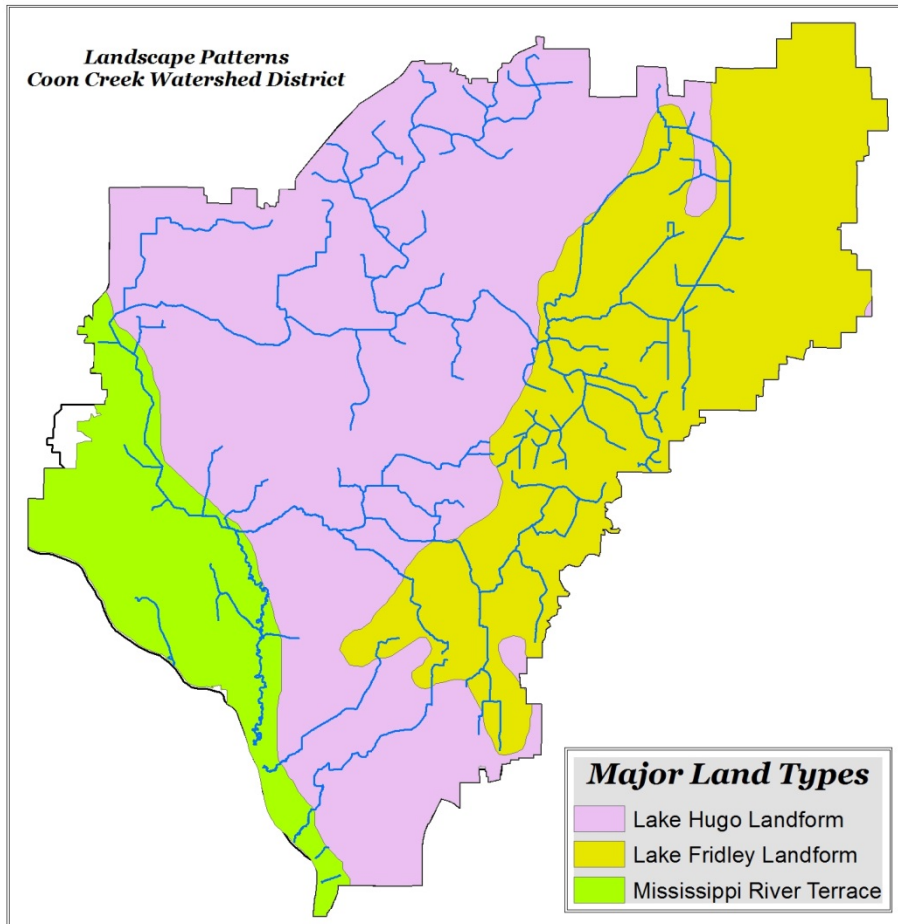 Landscape Patterns
Coon Creek Watershed District
Major Land Types
Lake Hugo Landform
Lake Fridley Landform
Mississippi River Terrace